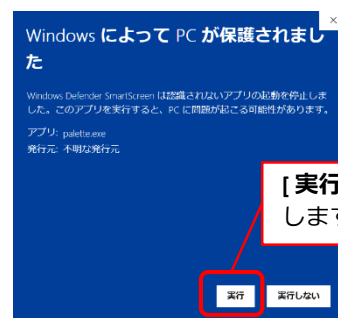 Windows によって PC が保護されまし
た
Windows Defender SmartScreen は認識されないアプリの起動を停止しま
した。このアプリを実行すると、PC に問題が起こる可能性があります。
アプリ: palette.exe
発行元: 不明な発行元
[実行
します
実行
実行しない